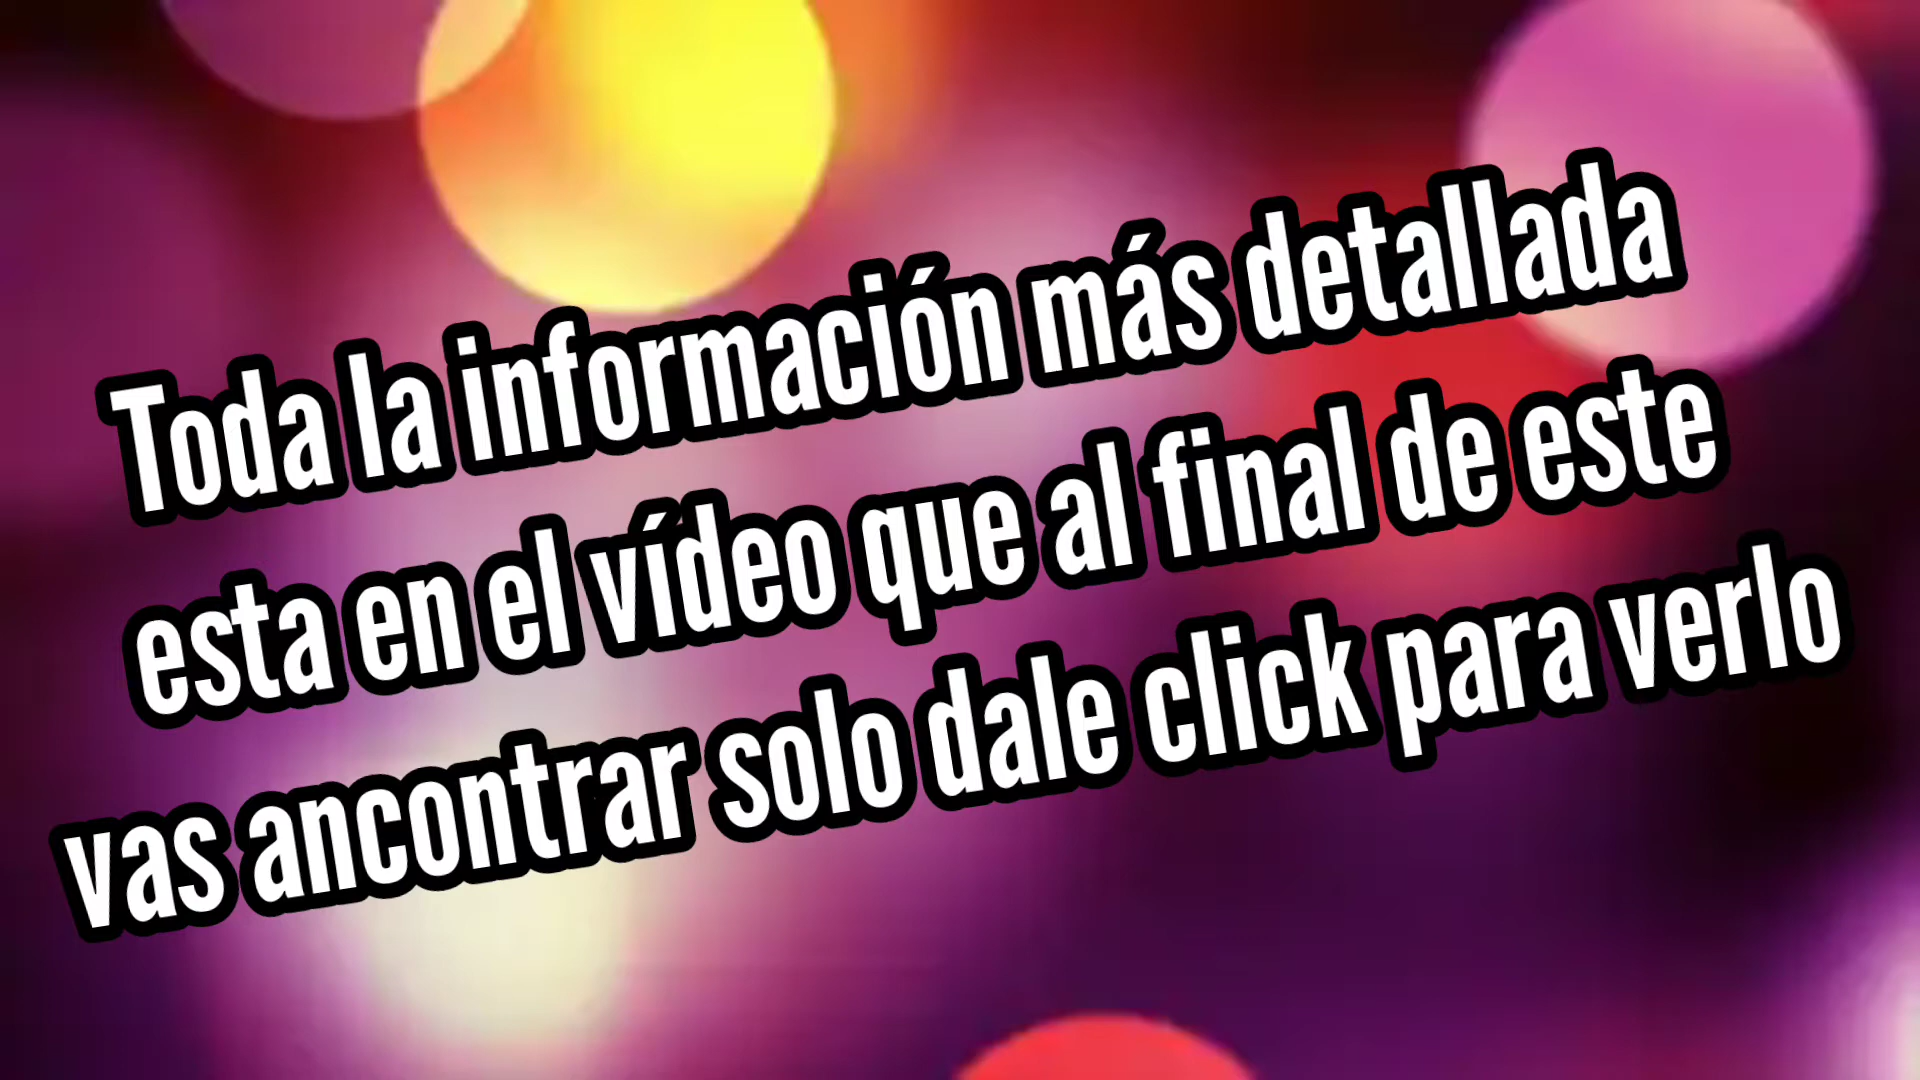 Toda la información más detallada
esta en el vídeo que al final de este
vas ancontrar solo dale click para verlo